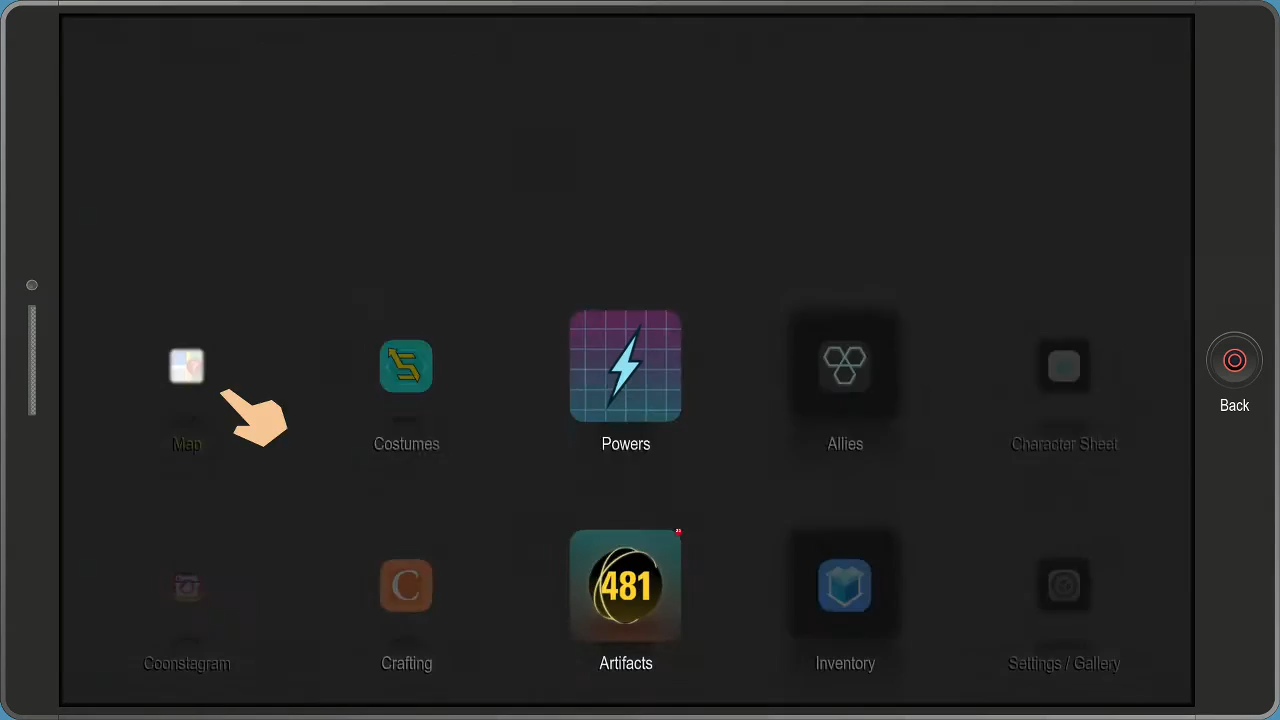 Map
Costumes
Powers
Allies
Character Sheet
Back
C
481
Coonstagram
Crafting
Artifacts
Inventory
Settings / Gallery